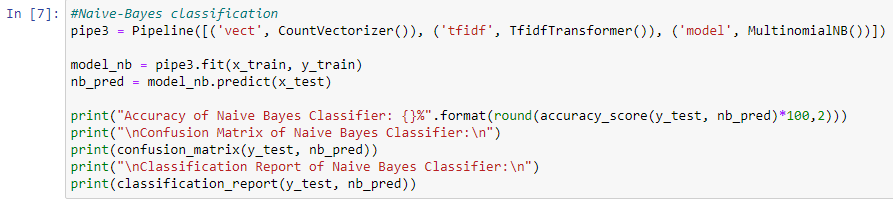 In [7]: #Naive-Bayes classification
pipe3 = Pipeline([('vect', CountVectorizer()), ('tfidf', TfidfTransformer()), ('model', MultinomialNB())])
model_nb = pipe3.fit(x_train, y_train)
nb_pred = model_nb.predict(x_test)
print("Accuracy of Naive Bayes Classifier: {}%".format(round(accuracy_score(y_test, nb_pred)*100,2)))
print("\nConfusion Matrix of Naive Bayes Classifier:\n")
print(confusion_matrix(y_test, nb_pred))
print("\nClassification Report of Naive Bayes Classifier:\n")
print(classification_report(y_test, nb_pred))